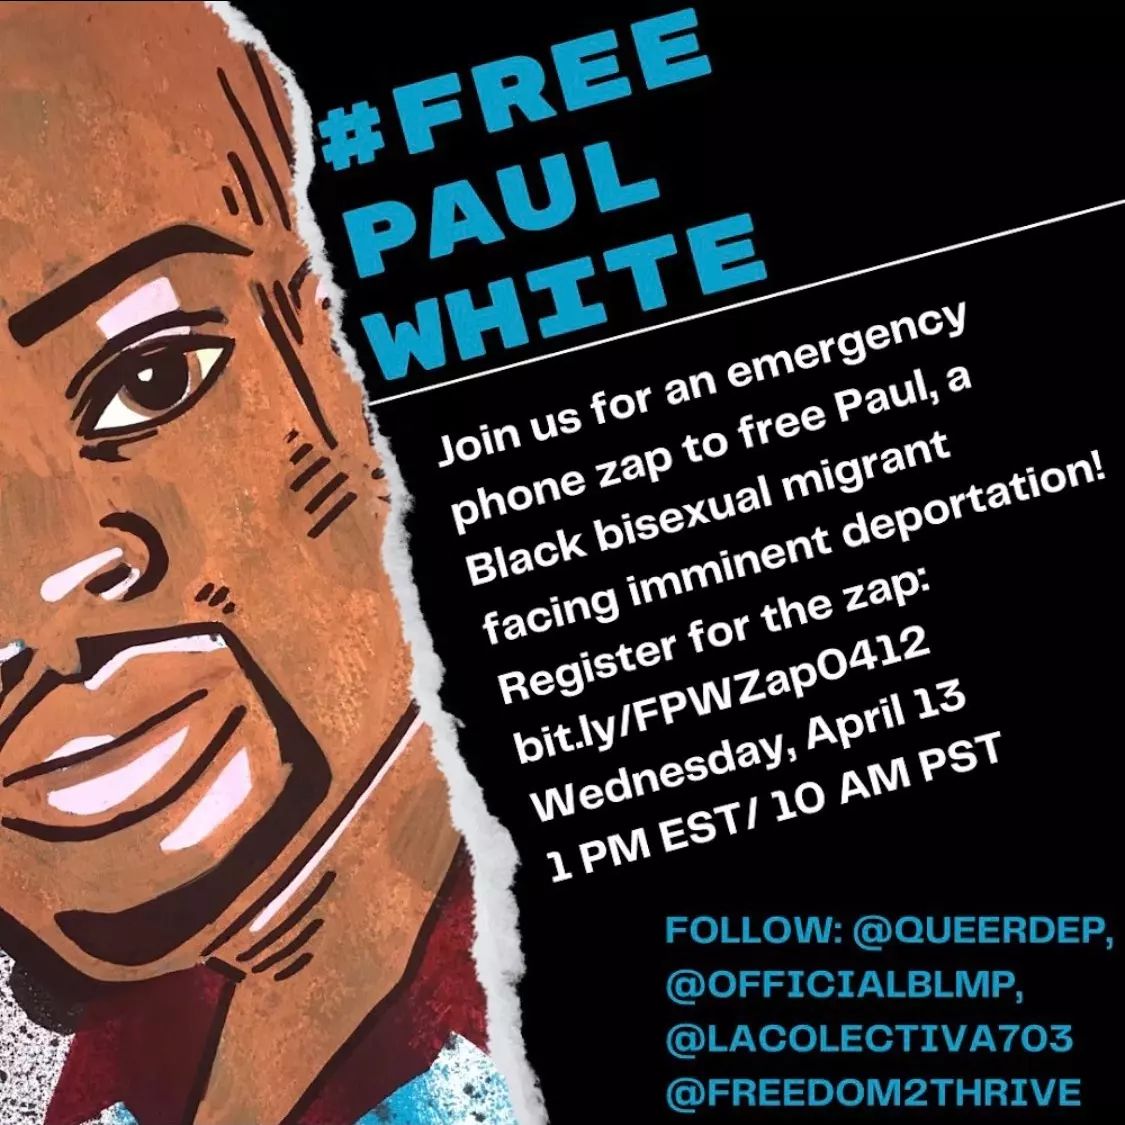 #FREE
PAUL
WHITE
Join us for an emergency
phone zap to free Paul, a
Black bisexual migrant
facing imminent deportation!
Register for the zap:
bit.ly/FPWZap0412
Wednesday, April 13
1 PM EST/ 10 AM PST
FOLLOW: @QUEERDEP,
@OFFICIALBLMP,
@LACOLECTIVA703
@FREEDOM2THRIVE